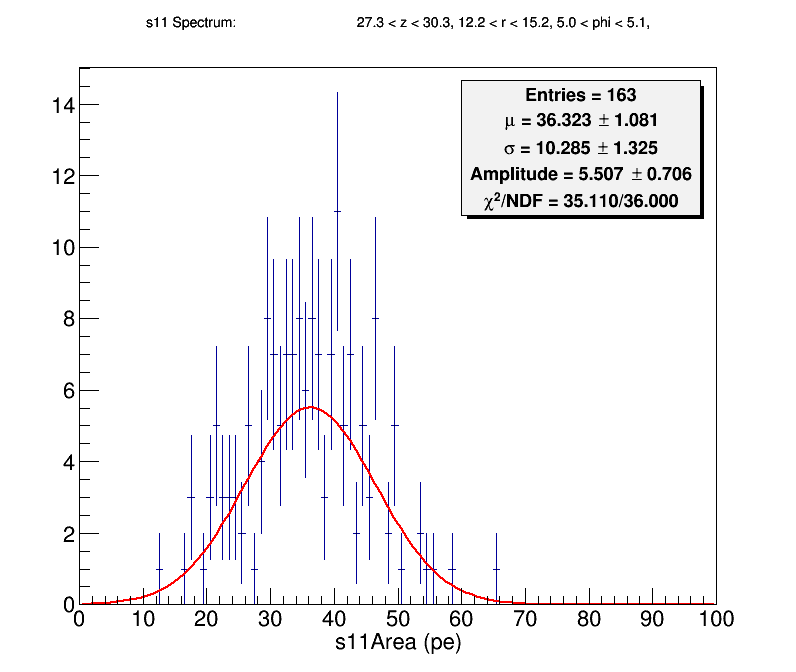 s11 Spectrum: 27.3 < z < 30.3, 12.2 < r < 15.2, 5.0 < phi < 5.1,
Entries = 163
μ = 36.323 ± 1.081
σ = 10.285 ± 1.325
Amplitude = 5.507 ± 0.706
χ²/NDF = 35.110/36.000
14
12
10
8
6
4
2
0
0 10 20 30 40 50 60 70 80 90 100
s11Area (pe)